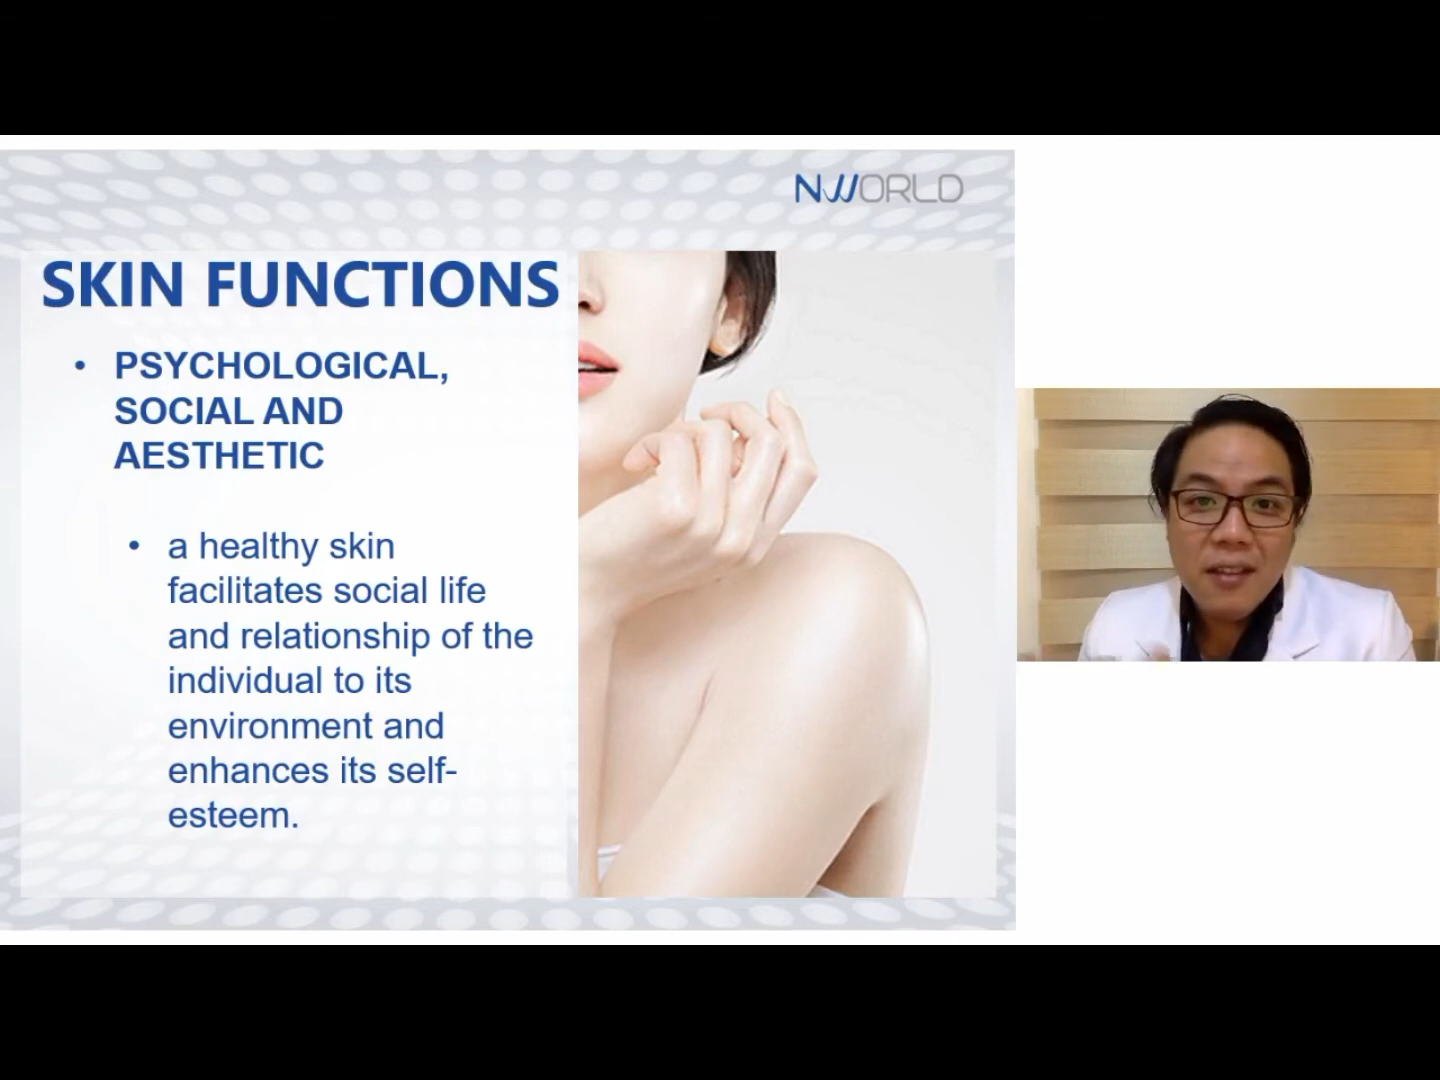 NWORLD
SKIN FUNCTIONS
• PSYCHOLOGICAL,
SOCIAL AND
AESTHETIC
• a healthy skin
facilitates social life
and relationship of the
individual to its
environment and
enhances its self-
esteem.